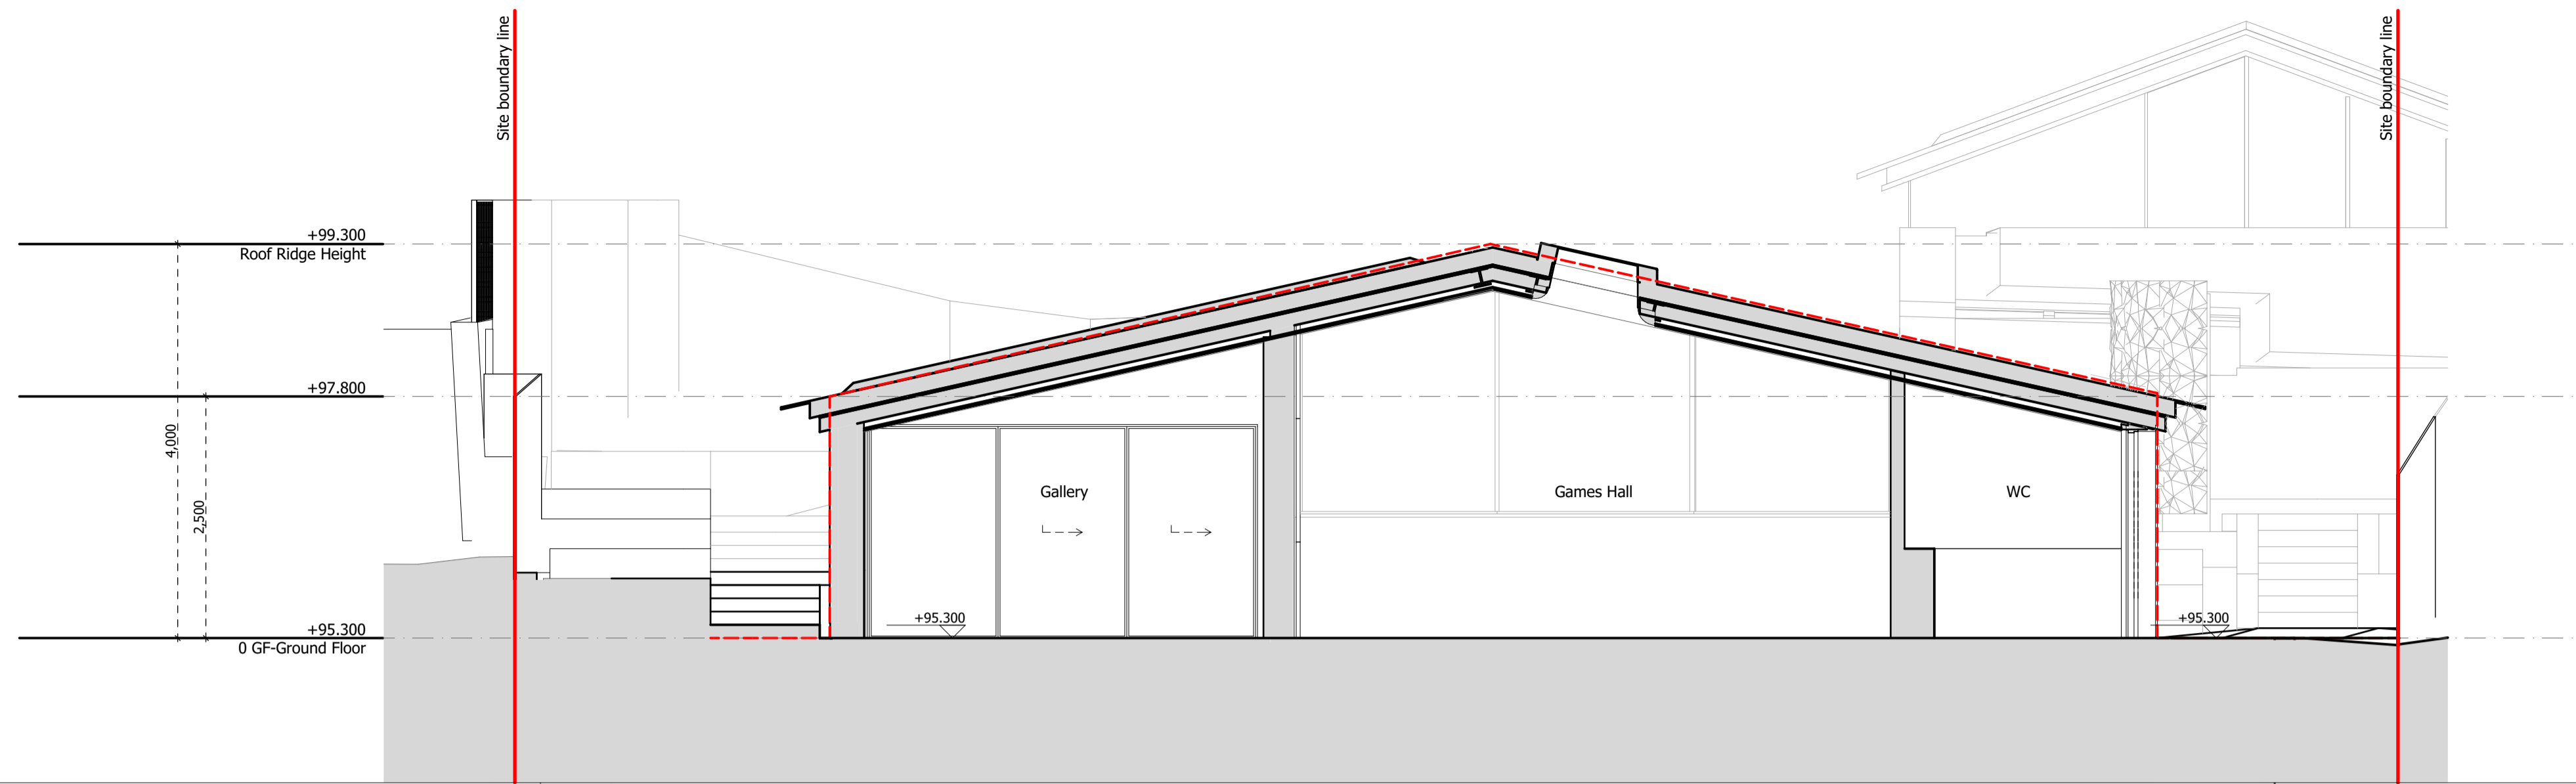 Site boundary line
Site boundary line
+99.300
Roof Ridge Height
+97.800
4,000
2,500
Gallery
Games Hall
WC
+95.300
+95.300
+95.300
0 GF-Ground Floor